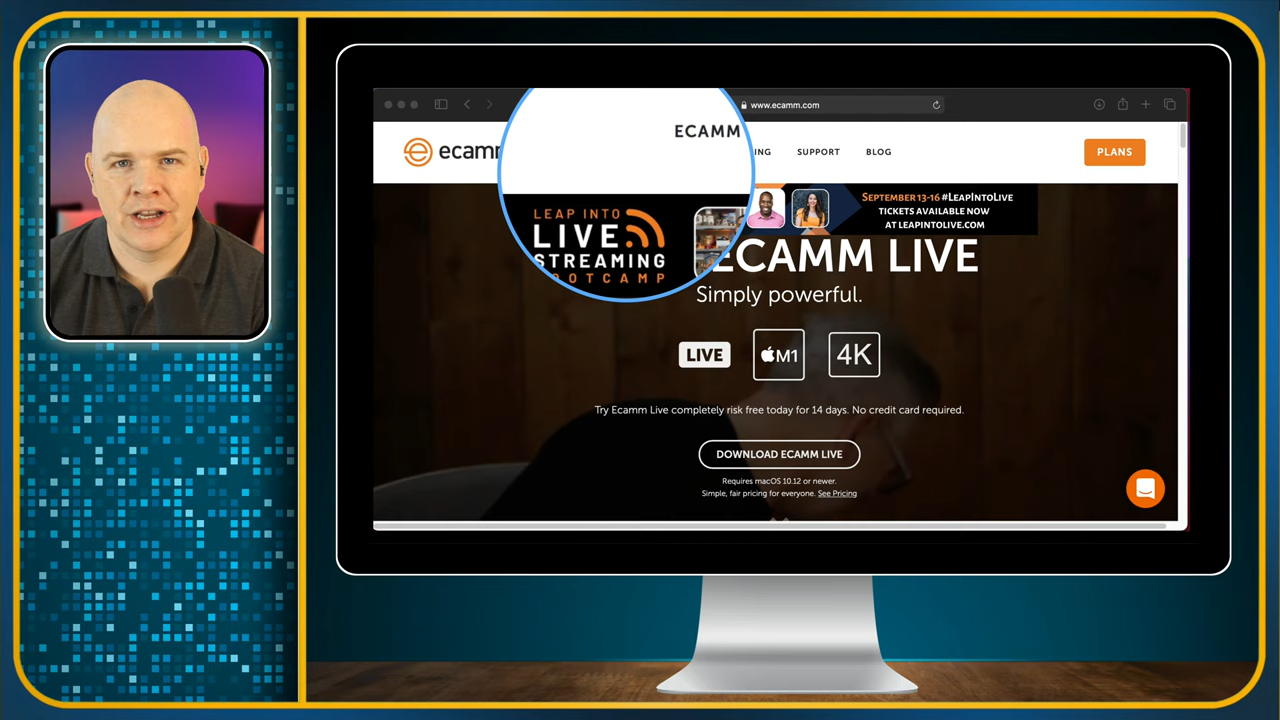 www.ecamm.com
ecamm
ECAMM
SUPPORT
BLOG
PLANS
LEAP INTO
LIVE
STREAMING
BOOTCAMP
SEPTEMBER 13-16 #LEAPINTOLIVE
TICKETS AVAILABLE NOW
AT LEAPINTOLIVE.COM
ECAMM LIVE
Simply powerful.
LIVE
M1
4K
Try Ecamm Live completely risk free today for 14 days. No credit card required.
DOWNLOAD ECAMM LIVE
Requires macOS 10.12 or newer.
Simple, fair pricing for everyone. See Pricing